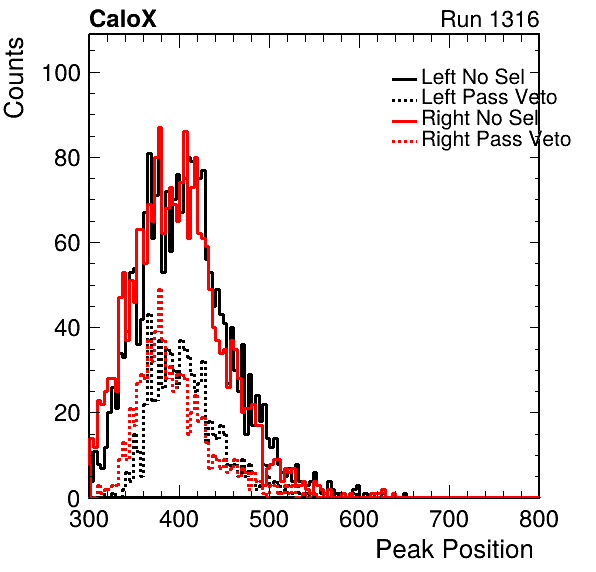 CaloX Run 1316
Counts
100
80
60
40
20
0
Left No Sel
Left Pass Veto
Right No Sel
Right Pass Veto
300 400 500 600 700 800
Peak Position